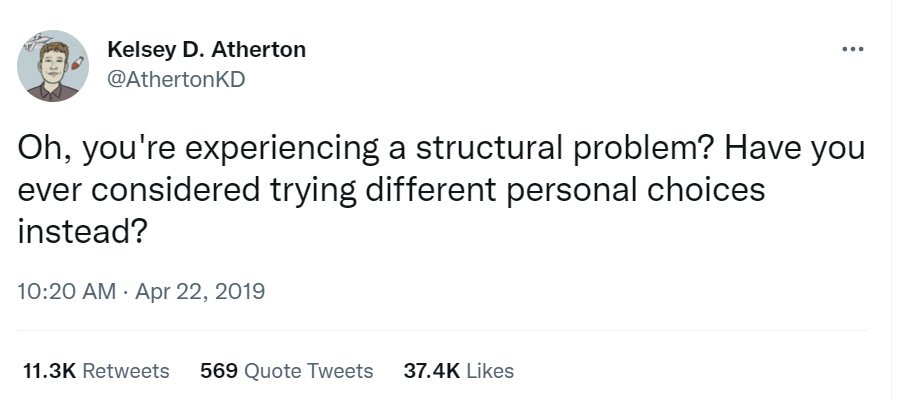 Kelsey D. Atherton
@AthertonKD
Oh, you're experiencing a structural problem? Have you
ever considered trying different personal choices
instead?
10:20 AM · Apr 22, 2019
11.3K Retweets 569 Quote Tweets 37.4K Likes